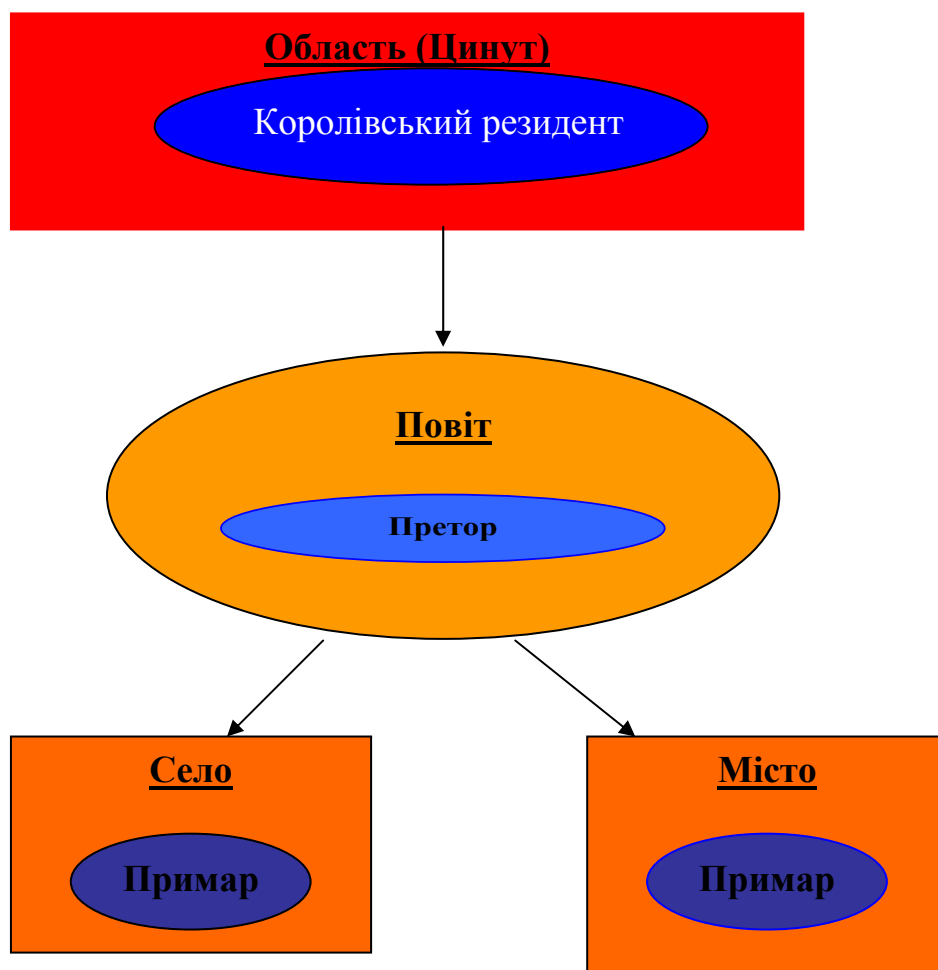 Область (Цинут)
Королівський резидент
Повіт
Претор
Село
Місто
Примар
Примар